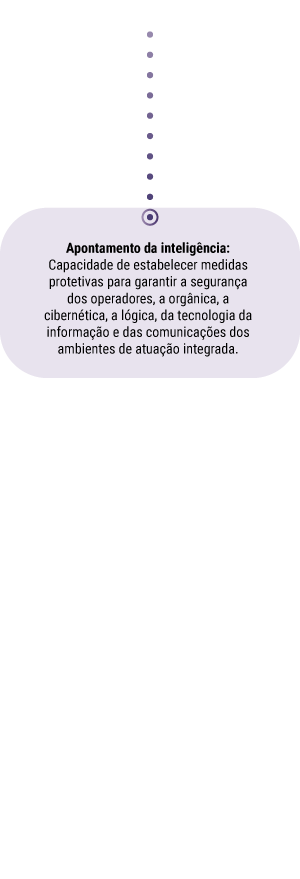 Apontamento da inteligência:
Capacidade de estabelecer medidas
protetivas para garantir a segurança
dos operadores, a orgânica, a
cibernética, a lógica, da tecnologia da
informação e das comunicações dos
ambientes de atuação integrada.